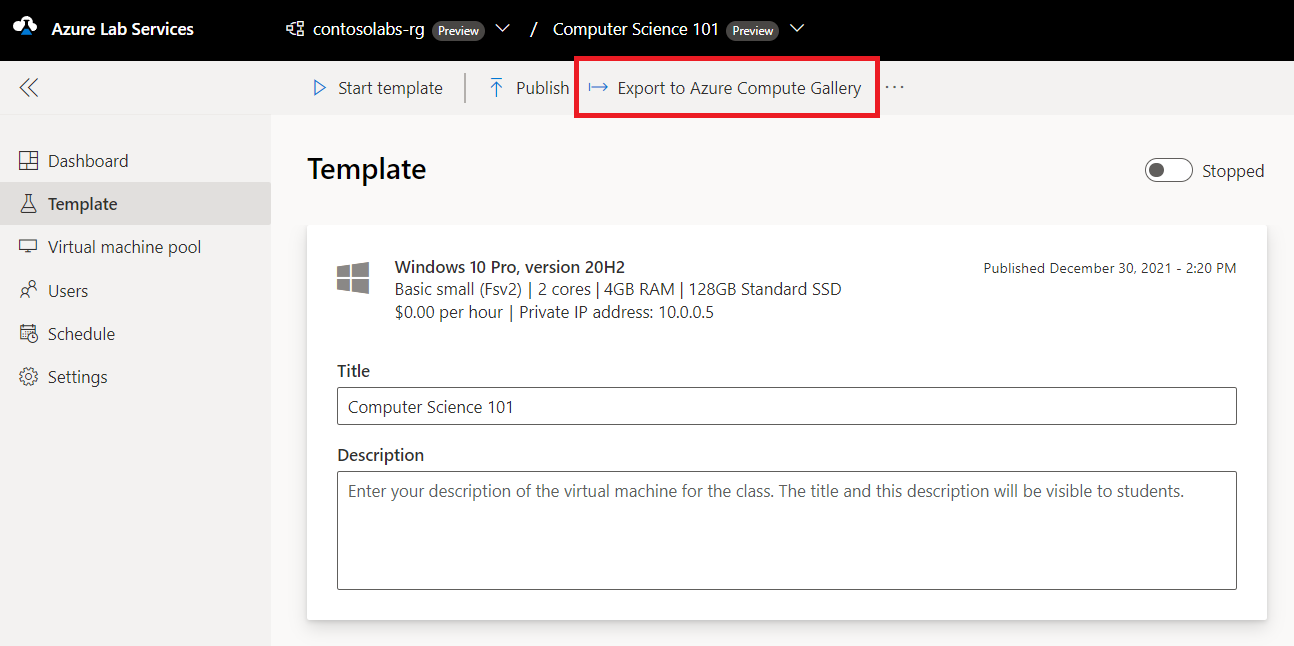 Azure Lab Services
contosolabs-rg Preview / Computer Science 101 Preview
Start template | Publish Export to Azure Compute Gallery ...
Dashboard
Template
Virtual machine pool
Users
Schedule
Settings
Template
Stopped
Windows 10 Pro, version 20H2
Published December 30, 2021 - 2:20 PM
Basic small (Fsv2) | 2 cores | 4GB RAM | 128GB Standard SSD
$0.00 per hour | Private IP address: 10.0.0.5
Title
Computer Science 101
Description
Enter your description of the virtual machine for the class. The title and this description will be visible to students.